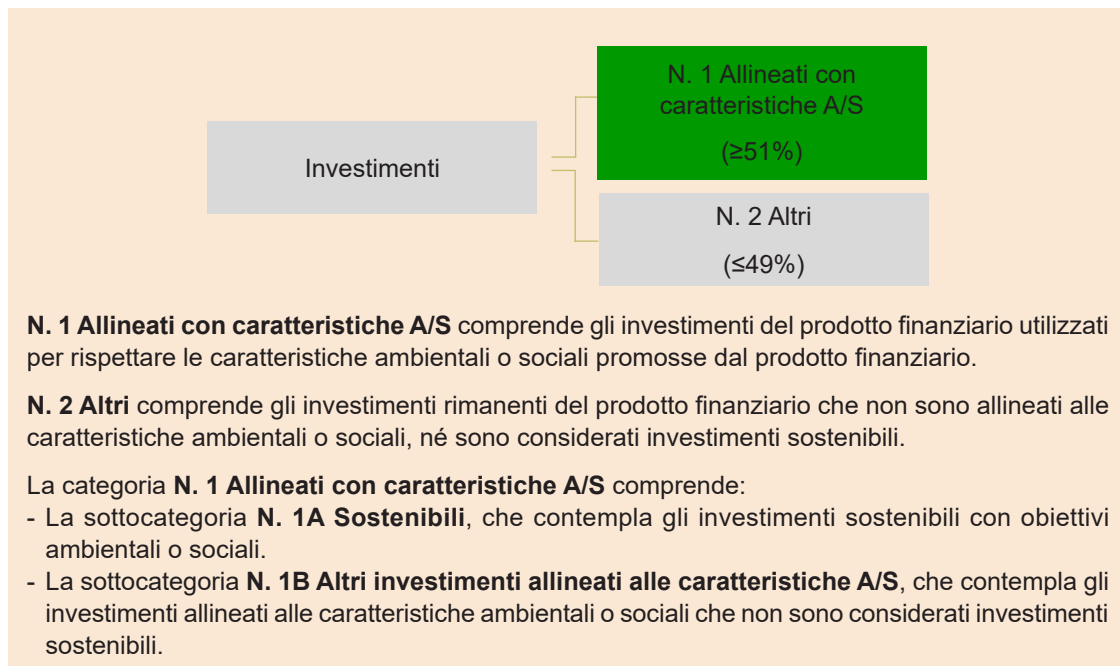 N. 1 Allineati con
caratteristiche A/S
(≥51%)
Investimenti
N. 2 Altri
(≤49%)
N. 1 Allineati con caratteristiche A/S comprende gli investimenti del prodotto finanziario utilizzati
per rispettare le caratteristiche ambientali o sociali promosse dal prodotto finanziario.
N. 2 Altri comprende gli investimenti rimanenti del prodotto finanziario che non sono allineati alle
caratteristiche ambientali o sociali, né sono considerati investimenti sostenibili.
La categoria N. 1 Allineati con caratteristiche A/S comprende:
- La sottocategoria N. 1A Sostenibili, che contempla gli investimenti sostenibili con obiettivi
ambientali o sociali.
- La sottocategoria N. 1B Altri investimenti allineati alle caratteristiche A/S, che contempla gli
investimenti allineati alle caratteristiche ambientali o sociali che non sono considerati investimenti
sostenibili.